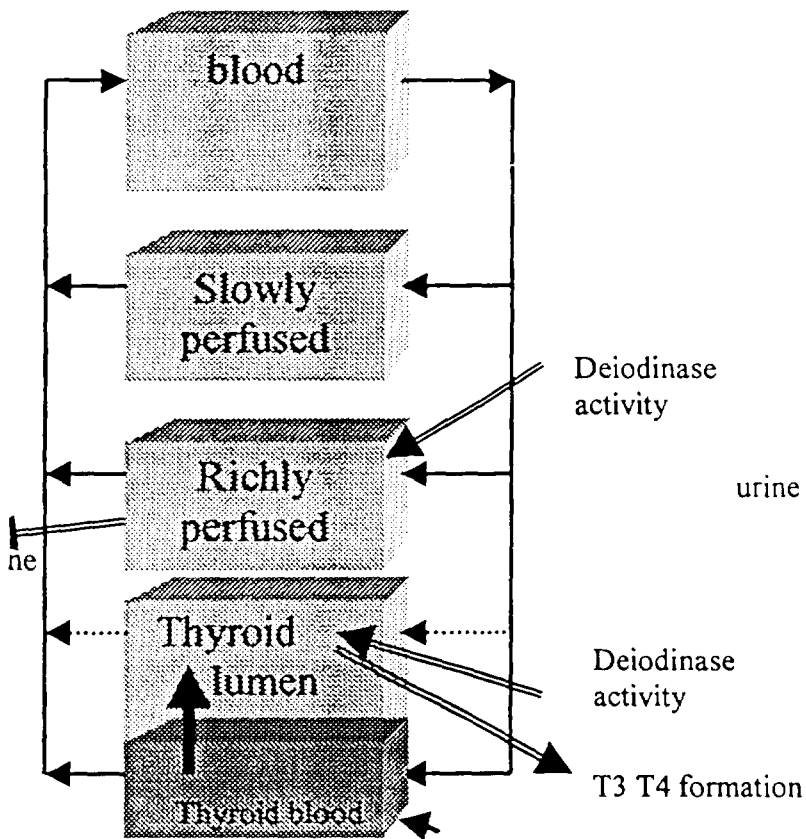 blood
Slowly
perfused
Deiodinase
activity
Richly
perfused
urine
ne
Thyroid
lumen
Deiodinase
activity
T3 T4 formation
Thyroid blood